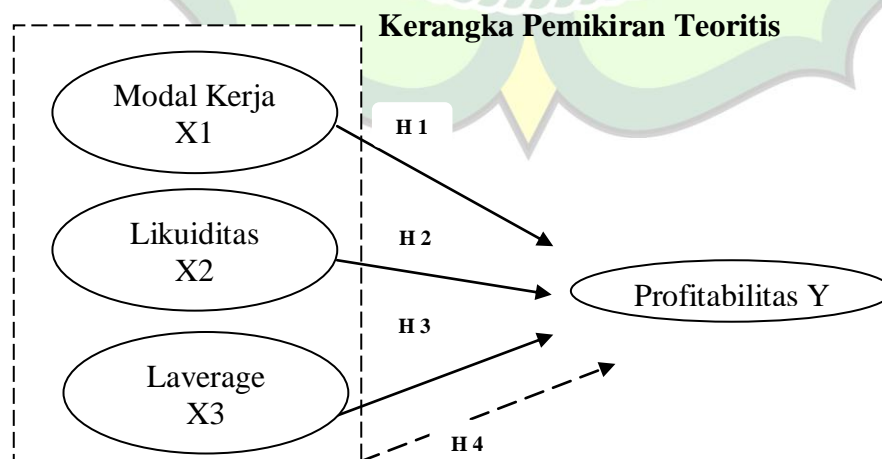 Kerangka Pemikiran Teoritis
Modal Kerja
X1
H 1
Likuiditas
X2
H 2
Profitabilitas Y
H 3
Laverage
X3
H 4